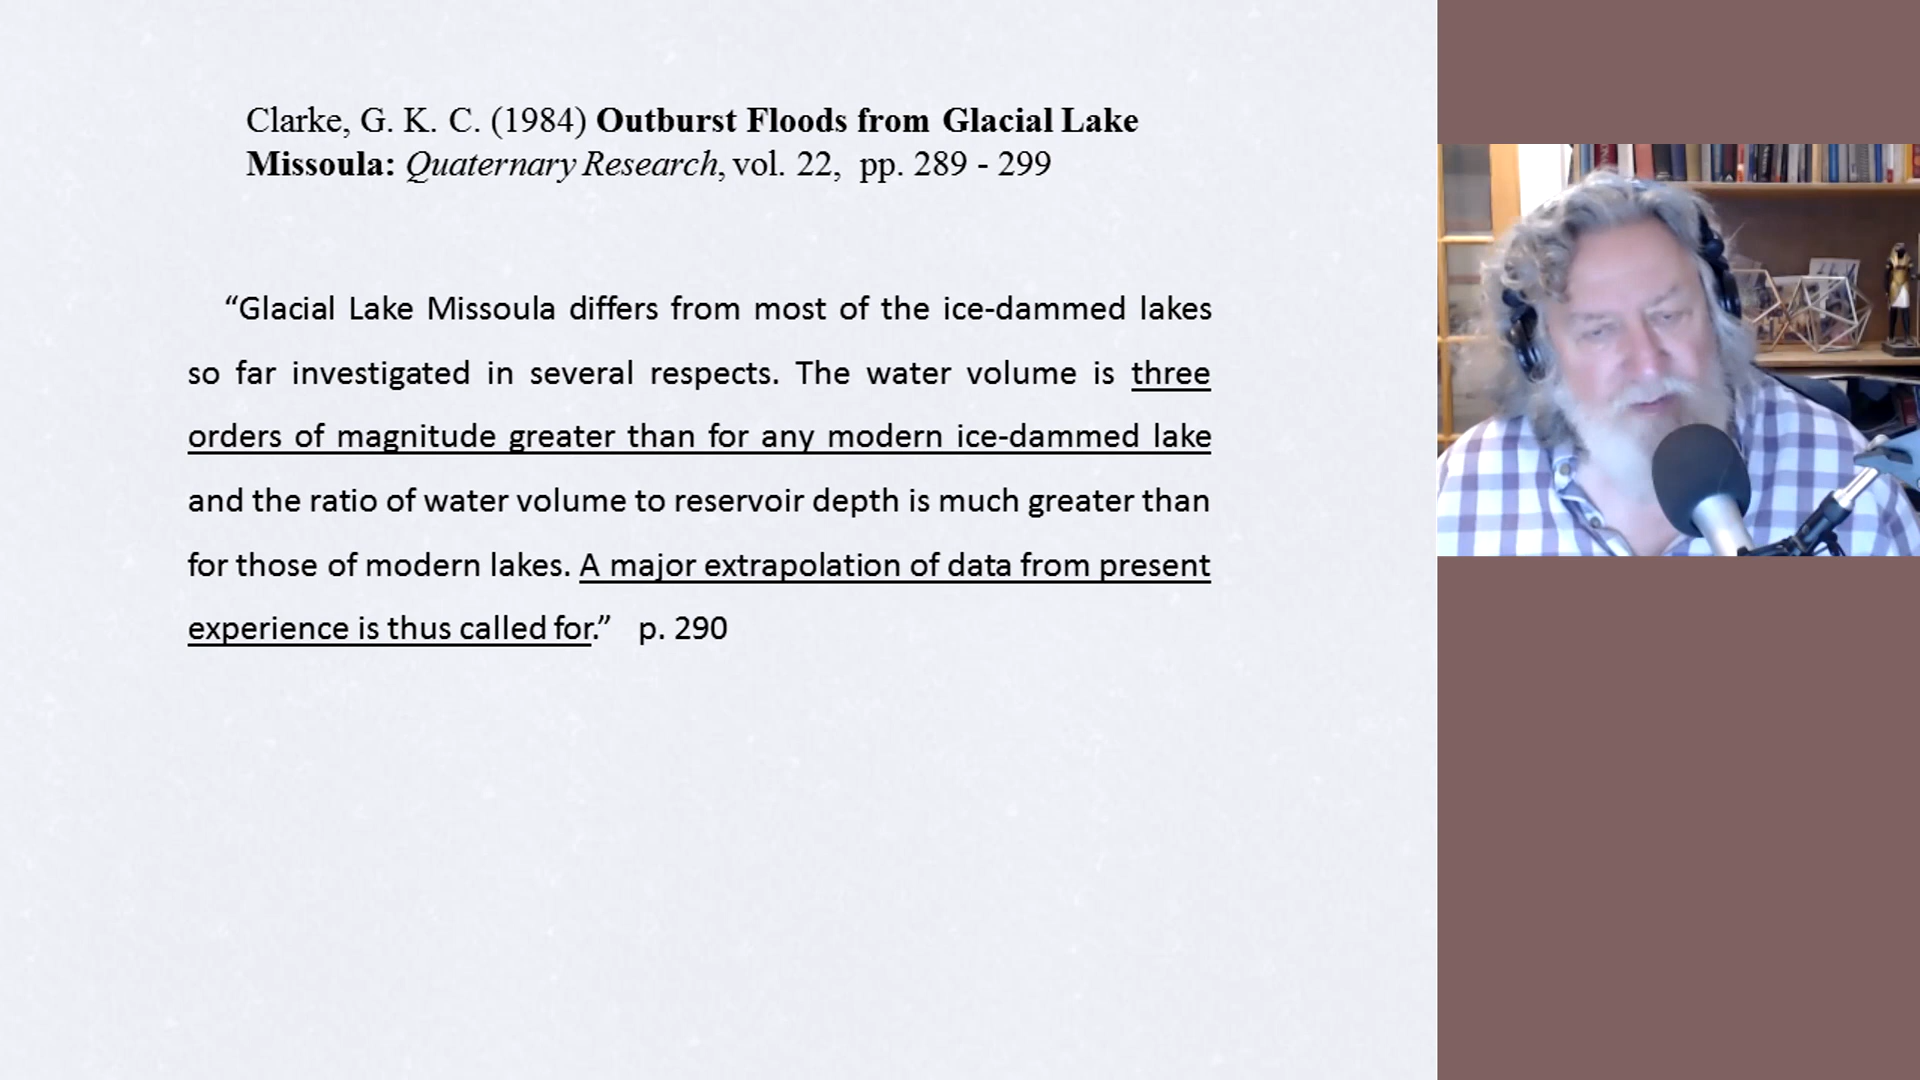 Clarke, G. K. C. (1984) Outburst Floods from Glacial Lake
Missoula: Quaternary Research, vol. 22, pp. 289 - 299
“Glacial Lake Missoula differs from most of the ice-dammed lakes
so far investigated in several respects. The water volume is three
orders of magnitude greater than for any modern ice-dammed lake
and the ratio of water volume to reservoir depth is much greater than
for those of modern lakes. A major extrapolation of data from present
experience is thus called for.” p. 290